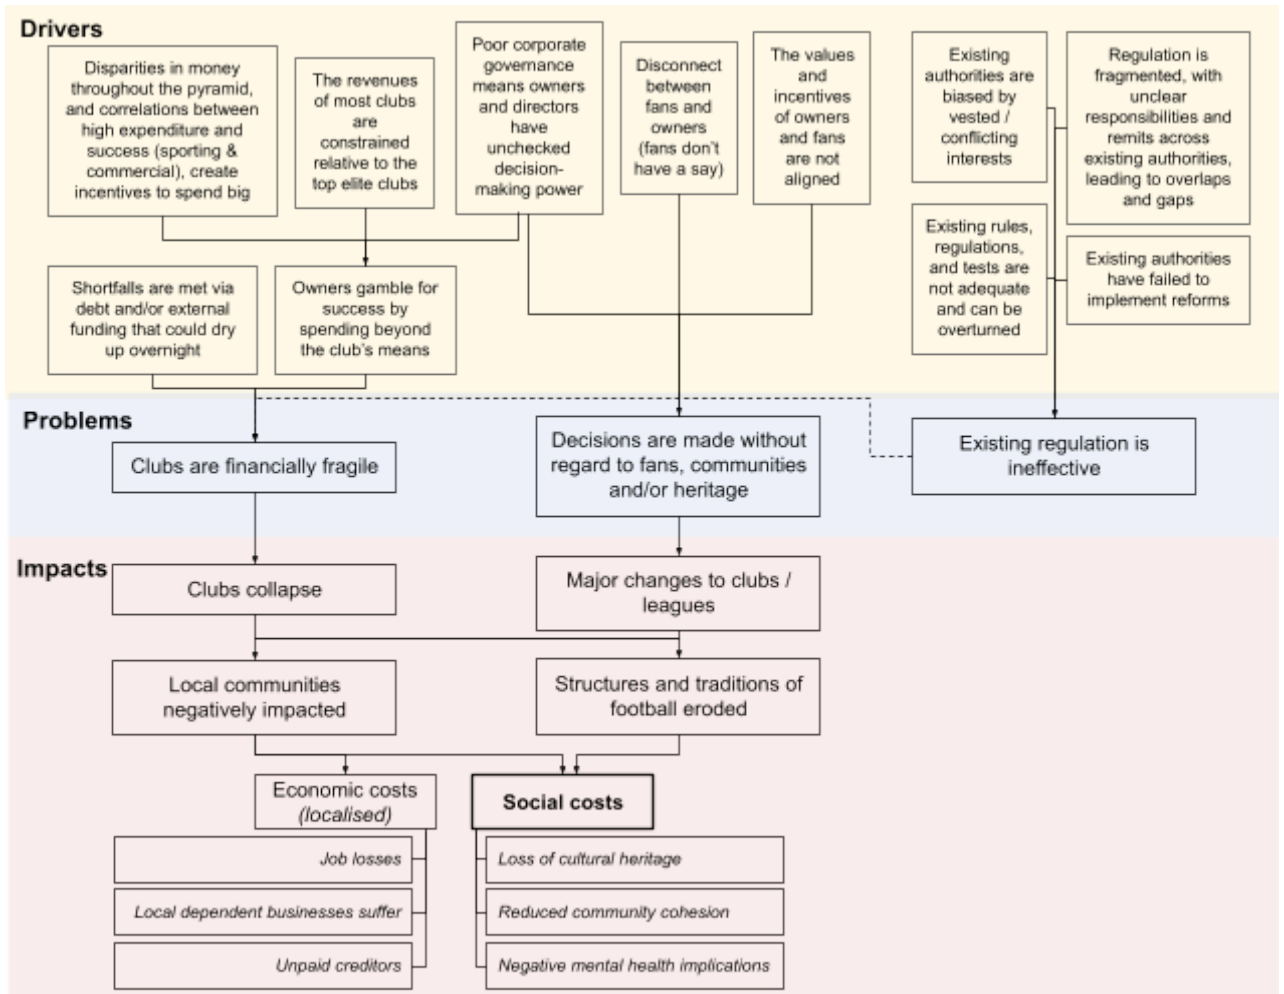 Drivers
Disparities in money
throughout the pyramid,
and correlations between
high expenditure and
success (sporting &
commercial), create
incentives to spend big
The revenues
of most clubs
are
constrained
relative to the
top elite clubs
Poor corporate
governance
means owners
and directors
have
unchecked
decision-
making power
Disconnect
between
fans and
owners
(fans don't
have a say)
The values
and
incentives
of owners
and fans
are not
aligned
Existing
authorities are
biased by
vested /
conflicting
interests
Regulation is
fragmented, with
unclear
responsibilities and
remits across
existing authorities,
leading to overlaps
and gaps
Shortfalls are met via
debt and/or external
funding that could dry
up overnight
Owners gamble for
success by
spending beyond
the club's means
Existing rules,
regulations,
and tests are
not adequate
and can be
overturned
Existing authorities
have failed to
implement reforms
Problems
Clubs are financially fragile
Decisions are made without
regard to fans, communities
and/or heritage
Existing regulation is
ineffective
Impacts
Clubs collapse
Major changes to clubs /
leagues
Local communities
negatively impacted
Structures and traditions of
football eroded
Economic costs
(localised)
Social costs
Job losses
Local dependent businesses suffer
Unpaid creditors
Loss of cultural heritage
Reduced community cohesion
Negative mental health implications